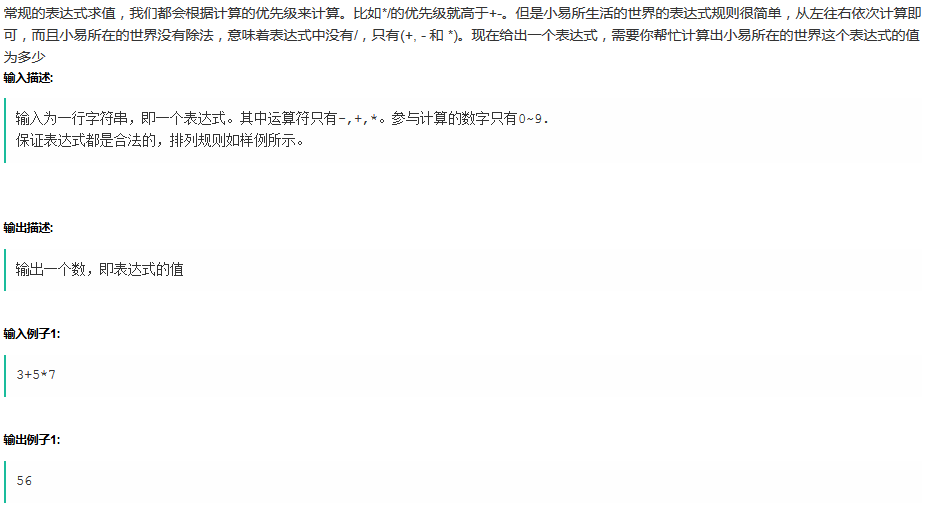 常规的表达式求值，我们都会根据计算的优先级来计算。比如*/的优先级就高于+-。但是小易所生活的世界的表达式规则很简单，从左往右依次计算即
可，而且小易所在的世界没有除法，意味着表达式中没有/，只有(+, - 和 *)。现在给出一个表达式，需要你帮忙计算出小易所在的世界这个表达式的值
为多少
输入描述:
输入为一行字符串，即一个表达式。其中运算符只有-,+,*。参与计算的数字只有0~9.
保证表达式都是合法的，排列规则如样例所示。
输出描述:
输出一个数，即表达式的值
输入例子1:
3+5*7
输出例子1:
56